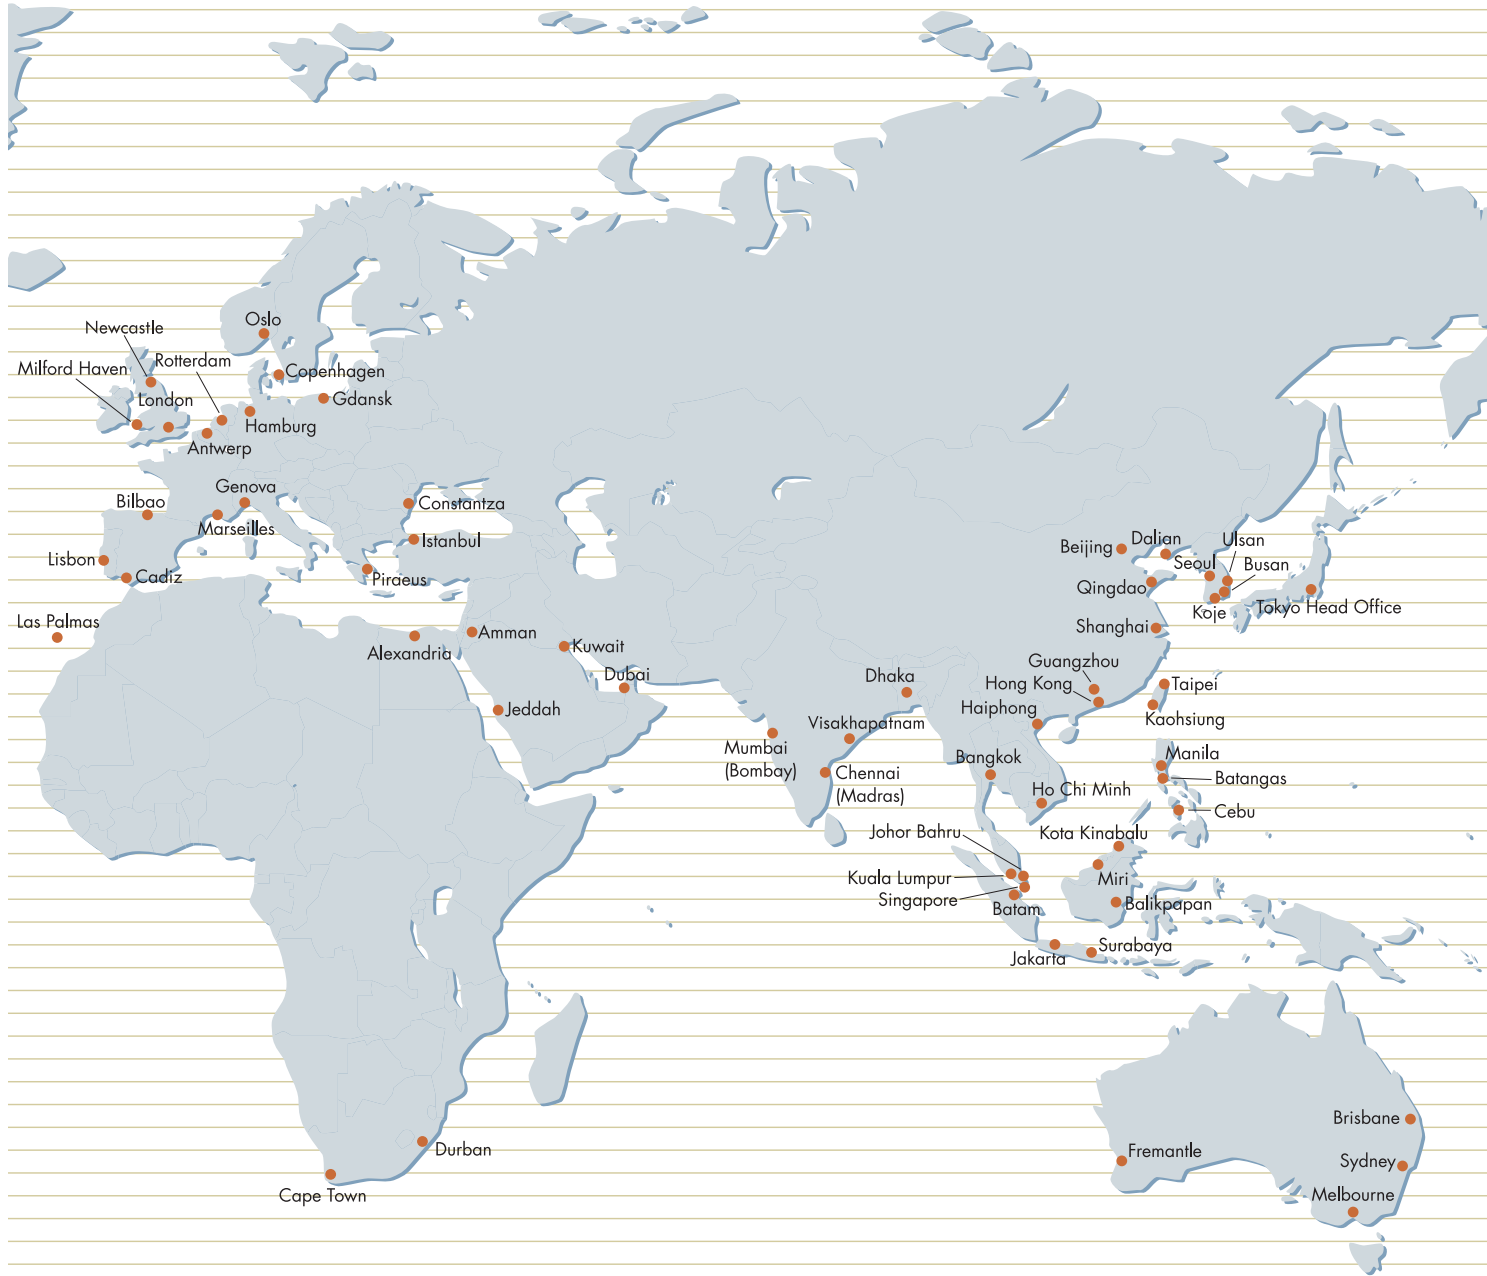 Oslo
Newcastle
Rotterdam
Milford Haven
Copenhagen
London
Gdansk
Hamburg
Antwerp
Genova
Bilbao
Constantza
Marseilles
Istanbul
Lisbon
Cadiz
Piraeus
Las Palmas
Amman
Alexandria
Kuwait
Dubai
Jeddah
Beijing
Dalian
Ulsan
Seoul
Busan
Qingdao
Koje
Tokyo Head Office
Shanghai
Guangzhou
Dhaka
Hong Kong
Taipei
Haiphong
Kaohsiung
Visakhapatnam
Mumbai
(Bombay)
Bangkok
Manila
Chennai
(Madras)
Batangas
Ho Chi Minh
Cebu
Johor Bahru
Kota Kinabalu
Kuala Lumpur
Miri
Singapore
Batam
Balikpapan
Jakarta
Surabaya
Brisbane
Durban
Fremantle
Sydney
Cape Town
Melbourne